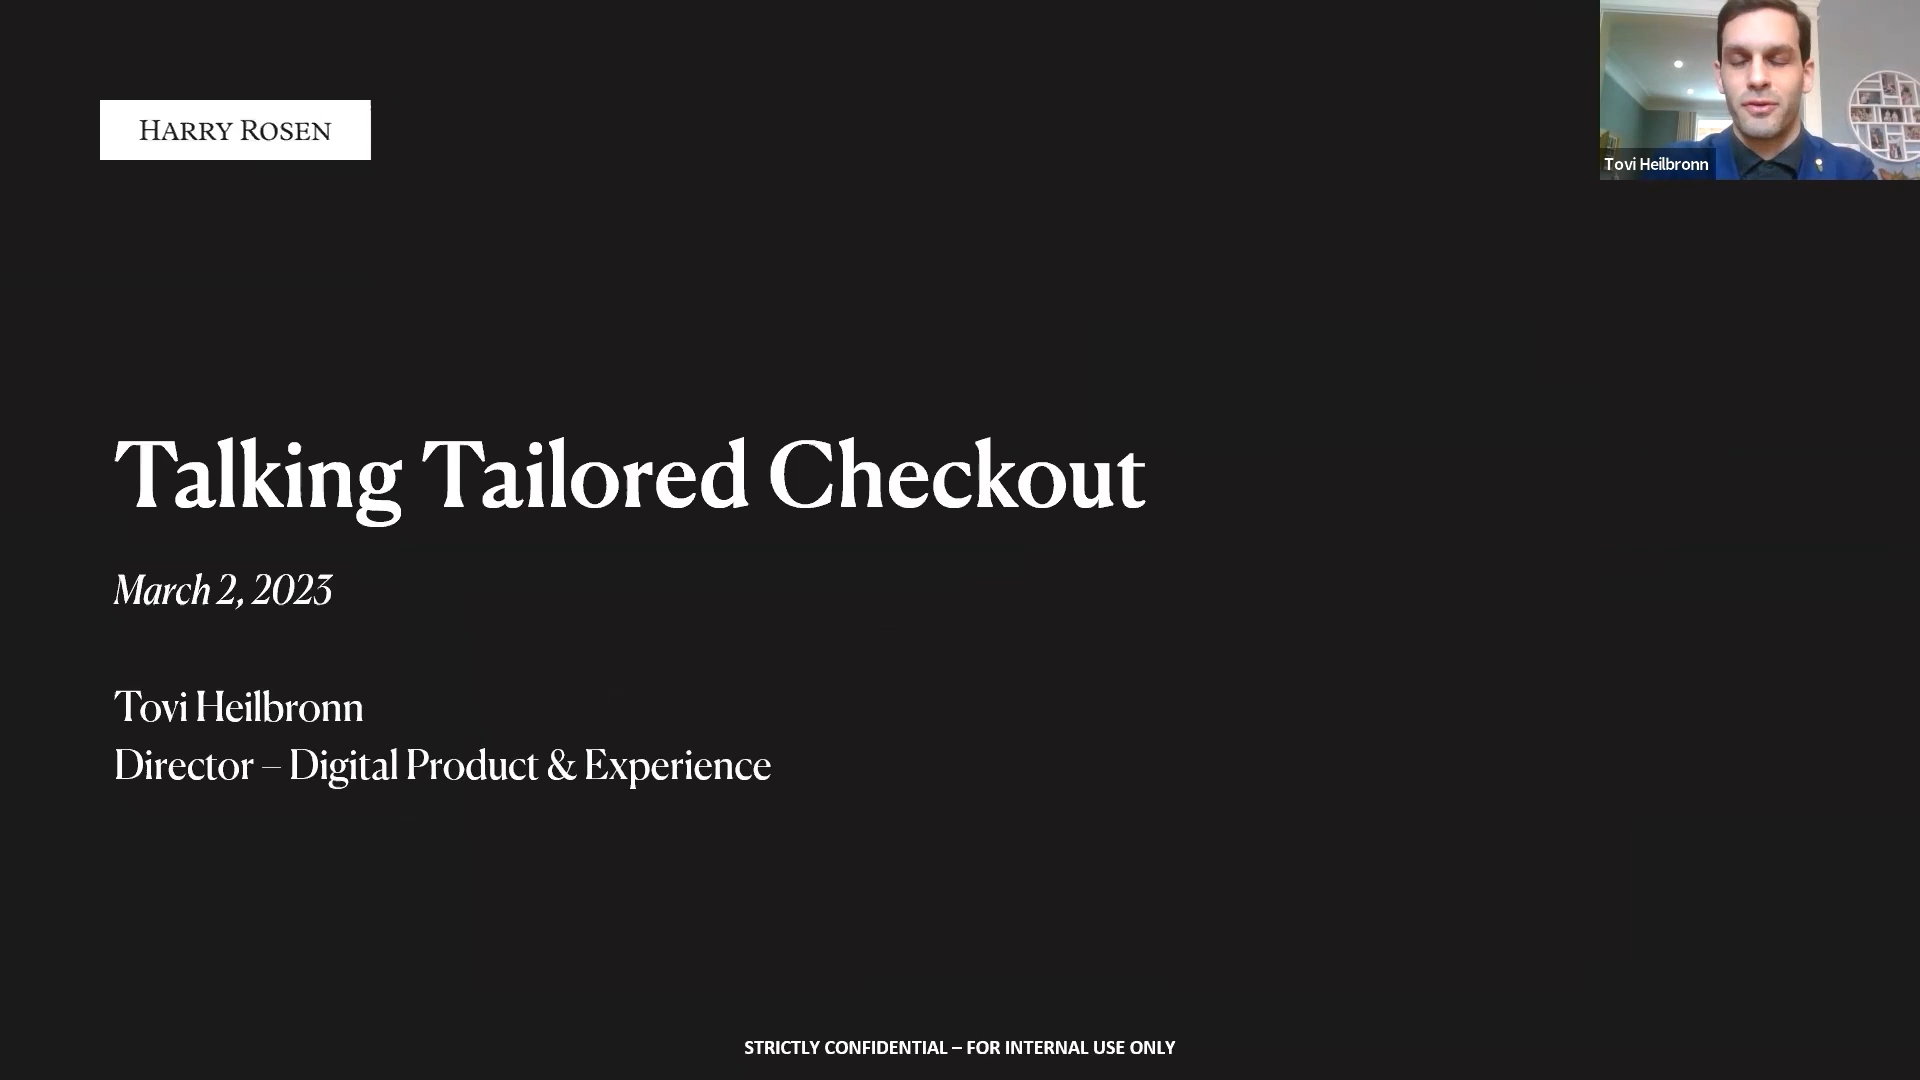 HARRY ROSEN
Tovi Heilbronn
Talking Tailored Checkout
March 2, 2023
Tovi Heilbronn
Director – Digital Product & Experience
STRICTLY CONFIDENTIAL – FOR INTERNAL USE ONLY